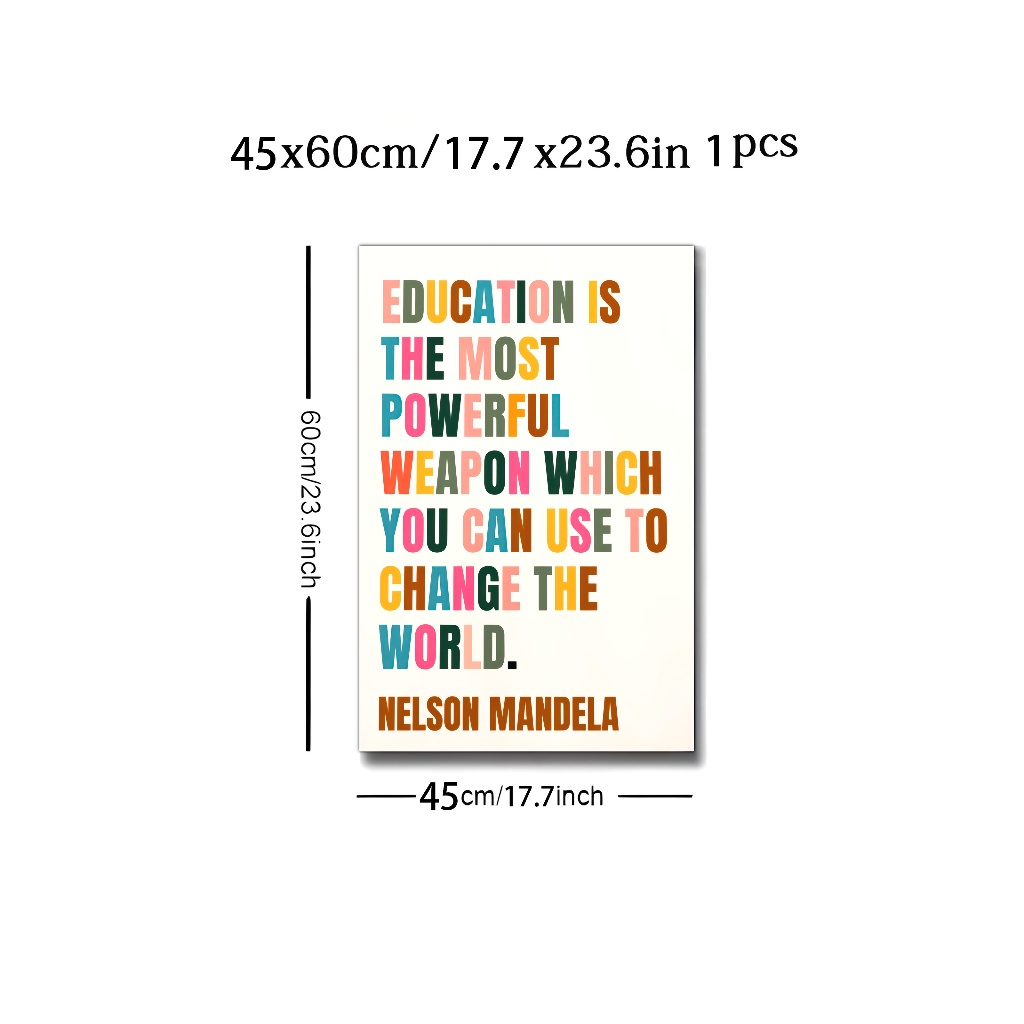 45x60cm/17.7 x23.6in 1pcs
EDUCATION IS
THE MOST
POWERFUL
WEAPON WHICH
YOU CAN USE TO
CHANGE THE
WORLD.
NELSON MANDELA
60cm/23.6inch
45cm/17.7inch